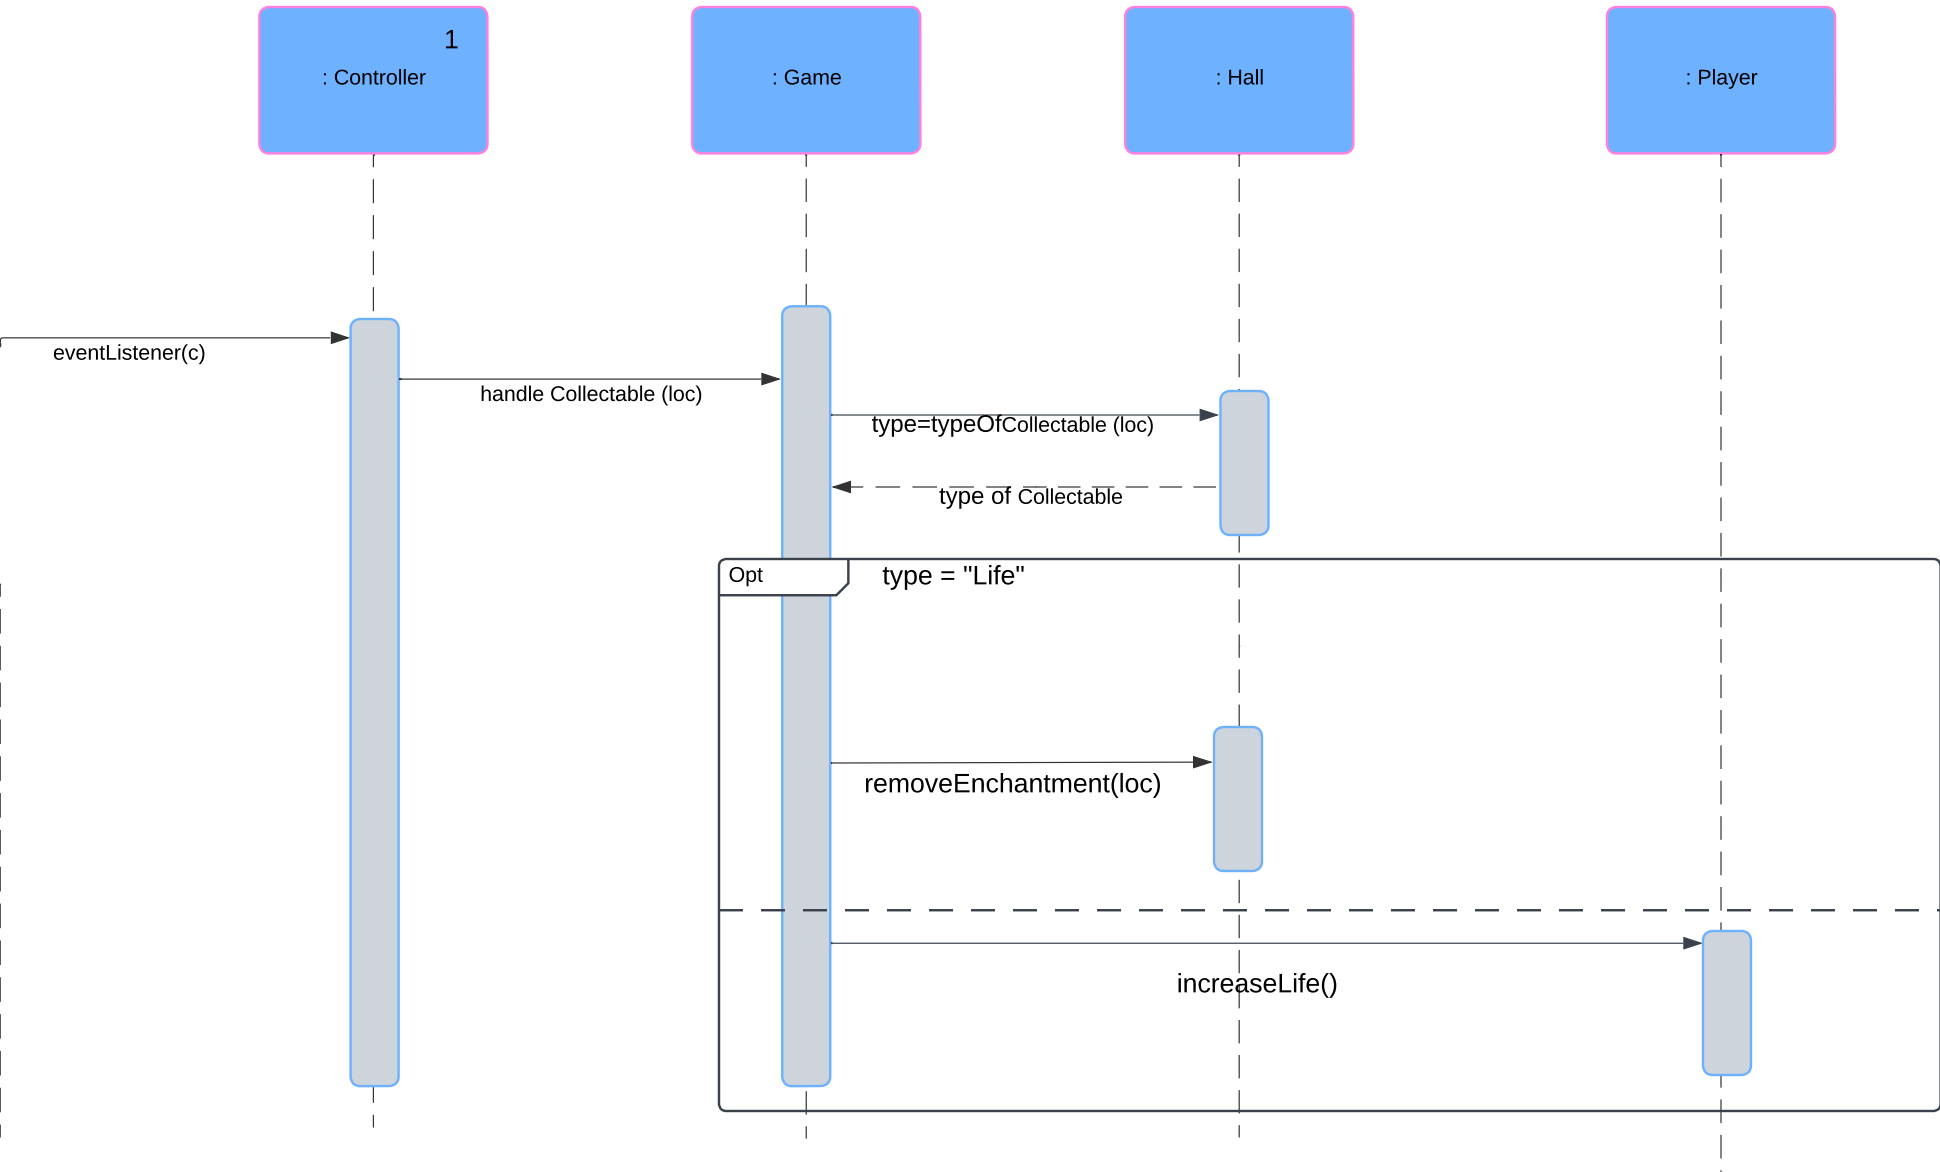 1
: Controller
: Game
: Hall
: Player
eventListener(c)
handle Collectable (loc)
type=typeOfCollectable (loc)
type of Collectable
Opt
type = "Life"
removeEnchantment(loc)
increaseLife()